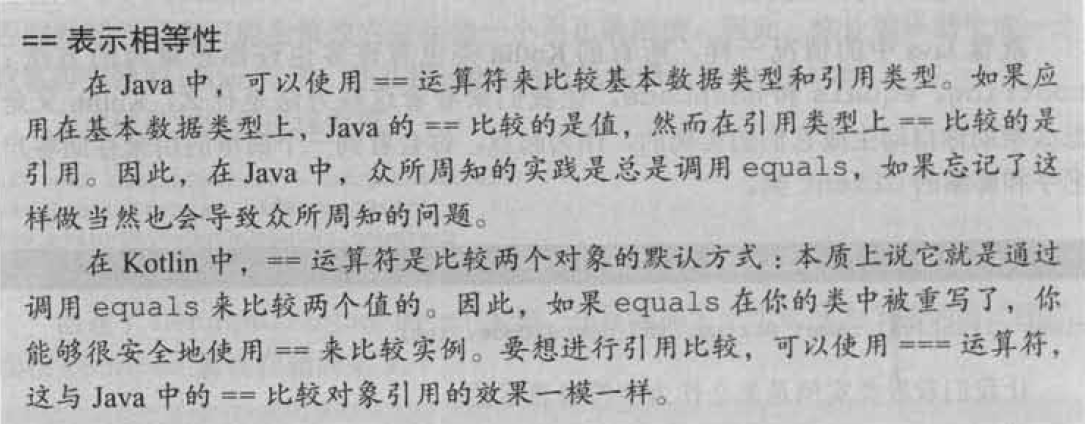 == 表示相等性
在 Java 中，可以使用 == 运算符来比较基本数据类型和引用类型。如果应
用在基本数据类型上，Java 的 == 比较的是值，然而在引用类型上 == 比较的是
引用。因此，在 Java 中，众所周知的实践是总是调用 equals，如果忘记了这
样做当然也会导致众所周知的问题。
在 Kotlin 中，== 运算符是比较两个对象的默认方式：本质上说它就是通过
调用 equals 来比较两个值的。因此，如果 equals 在你的类中被重写了，你
能够很安全地使用 == 来比较实例。要想进行引用比较，可以使用 === 运算符，
这与 Java 中的 == 比较对象引用的效果一模一样。